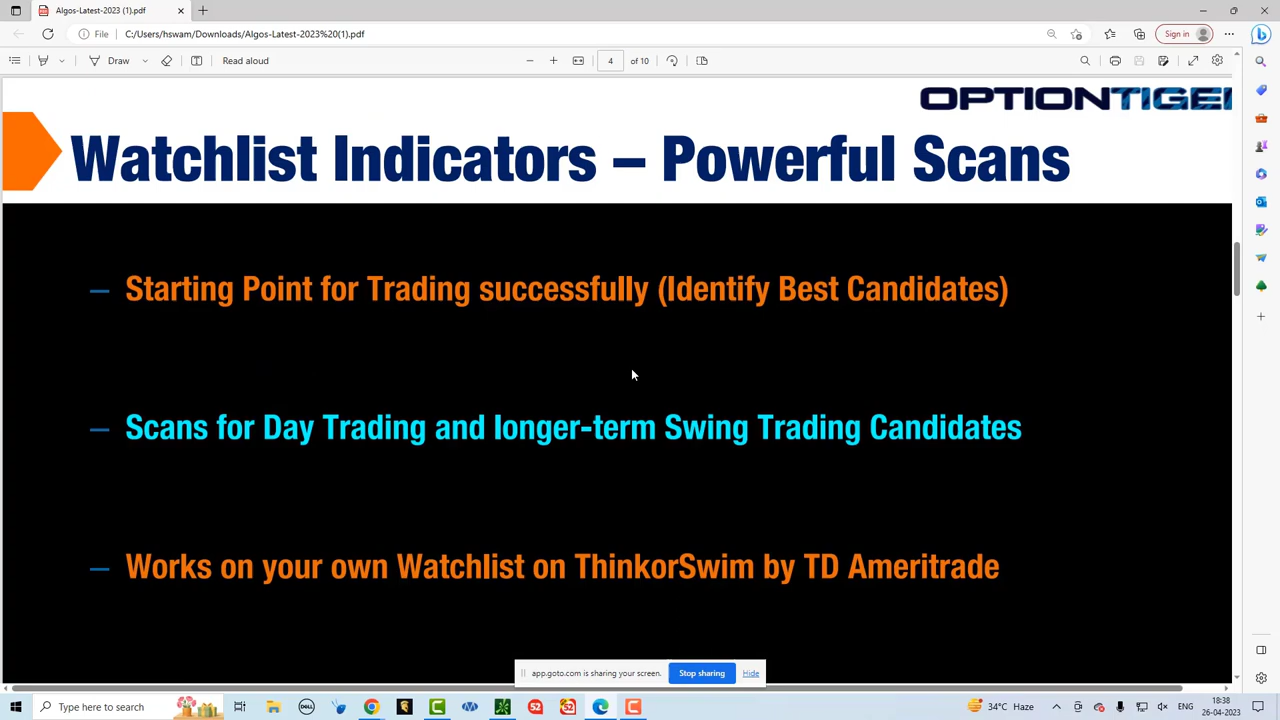 Algos-Latest-2023 (1).pdf
File C:/Users/hswam/Downloads/Algos-Latest-2023%20(1).pdf
Sign in
Draw
Read aloud
4 of 10
OPTIONTIGER
Watchlist Indicators – Powerful Scans
– Starting Point for Trading successfully (Identify Best Candidates)
– Scans for Day Trading and longer-term Swing Trading Candidates
– Works on your own Watchlist on ThinkorSwim by TD Ameritrade
app.goto.com is sharing your screen. Stop sharing Hide
Type here to search
DELL
52
52
34°C Haze
ENG
18:38
26-04-2023